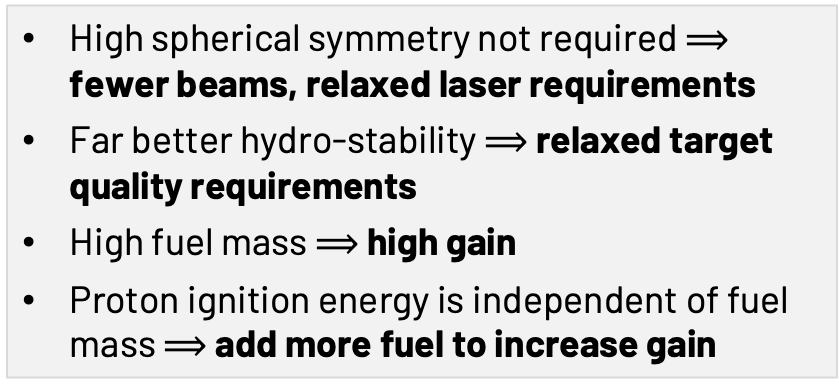 • High spherical symmetry not required ⟹
fewer beams, relaxed laser requirements
• Far better hydro-stability ⟹ relaxed target
quality requirements
• High fuel mass ⟹ high gain
• Proton ignition energy is independent of fuel
mass ⟹ add more fuel to increase gain